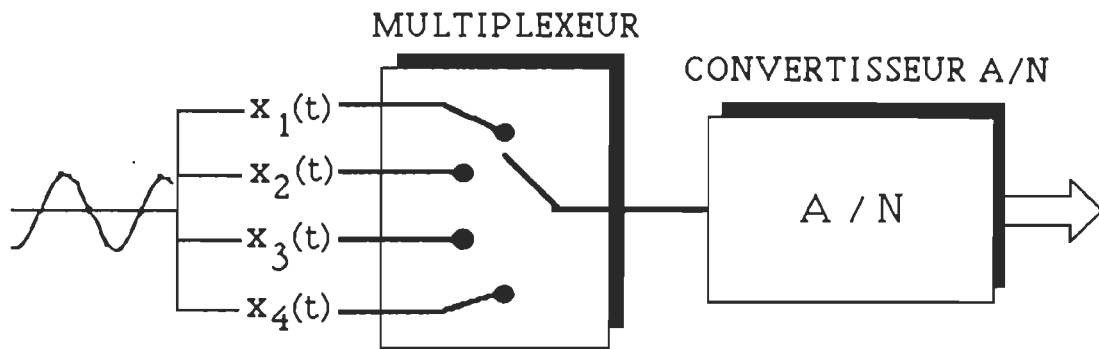 MULTIPLEXEUR
CONVERTISSEUR A/N
x1(t)
x2(t)
x3(t)
x4(t)
A / N